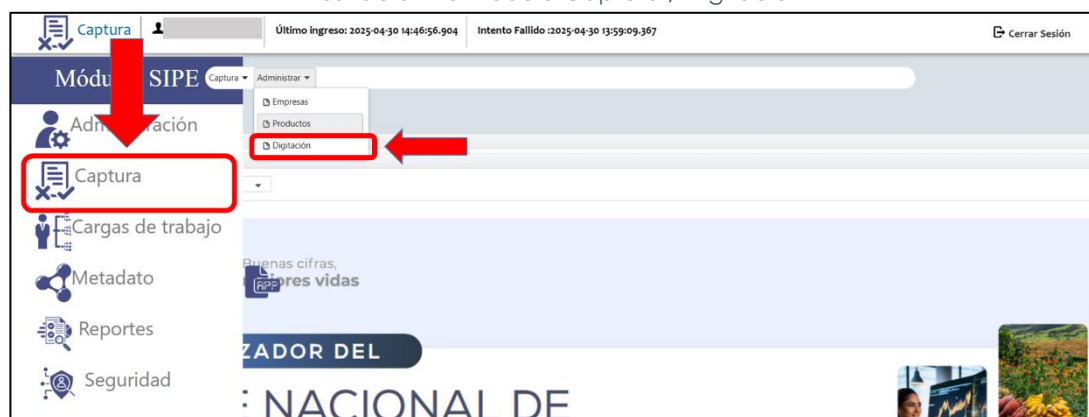 Captura Último ingreso: 2025-04-30 14:46:56.904 Intento Fallido :2025-04-30 13:59:09.367 Cerrar Sesión
SIPE Captura Administrar
Empresas
Productos
Digitación
Captura
Cargas de trabajo
Buenas cifras,
Metadato
APP vidas
Reportes
ZADOR DEL
Seguridad
NACIONAL DE